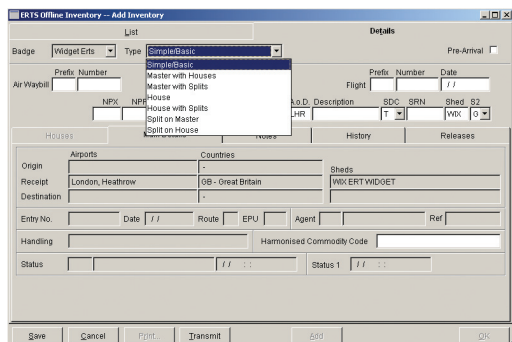 ERTS Offline Inventory -- Add Inventory
List Details
Badge Widget Erts Type Simple/Basic Pre-Arrival
Simple/Basic
Master with Houses
Master with Splits
House
House with Splits
Split on Master
Split on House
Prefix Number Prefix Number Date
Air Waybill Flight / /
NPX NPR A.o.D. Description SDC SRN Shed S2
LHR T WIX G
Houses Main Details Notes History Releases
Airports Countries Sheds
Origin -
Receipt London, Heathrow GB - Great Britain WIX ERT WIDGET
Destination -
Entry No. Date / / Route EPU Agent Ref
Handling Harmonised Commodity Code
Status / / : : Status 1 / / : :
Save Cancel Print... Transmit Add OK